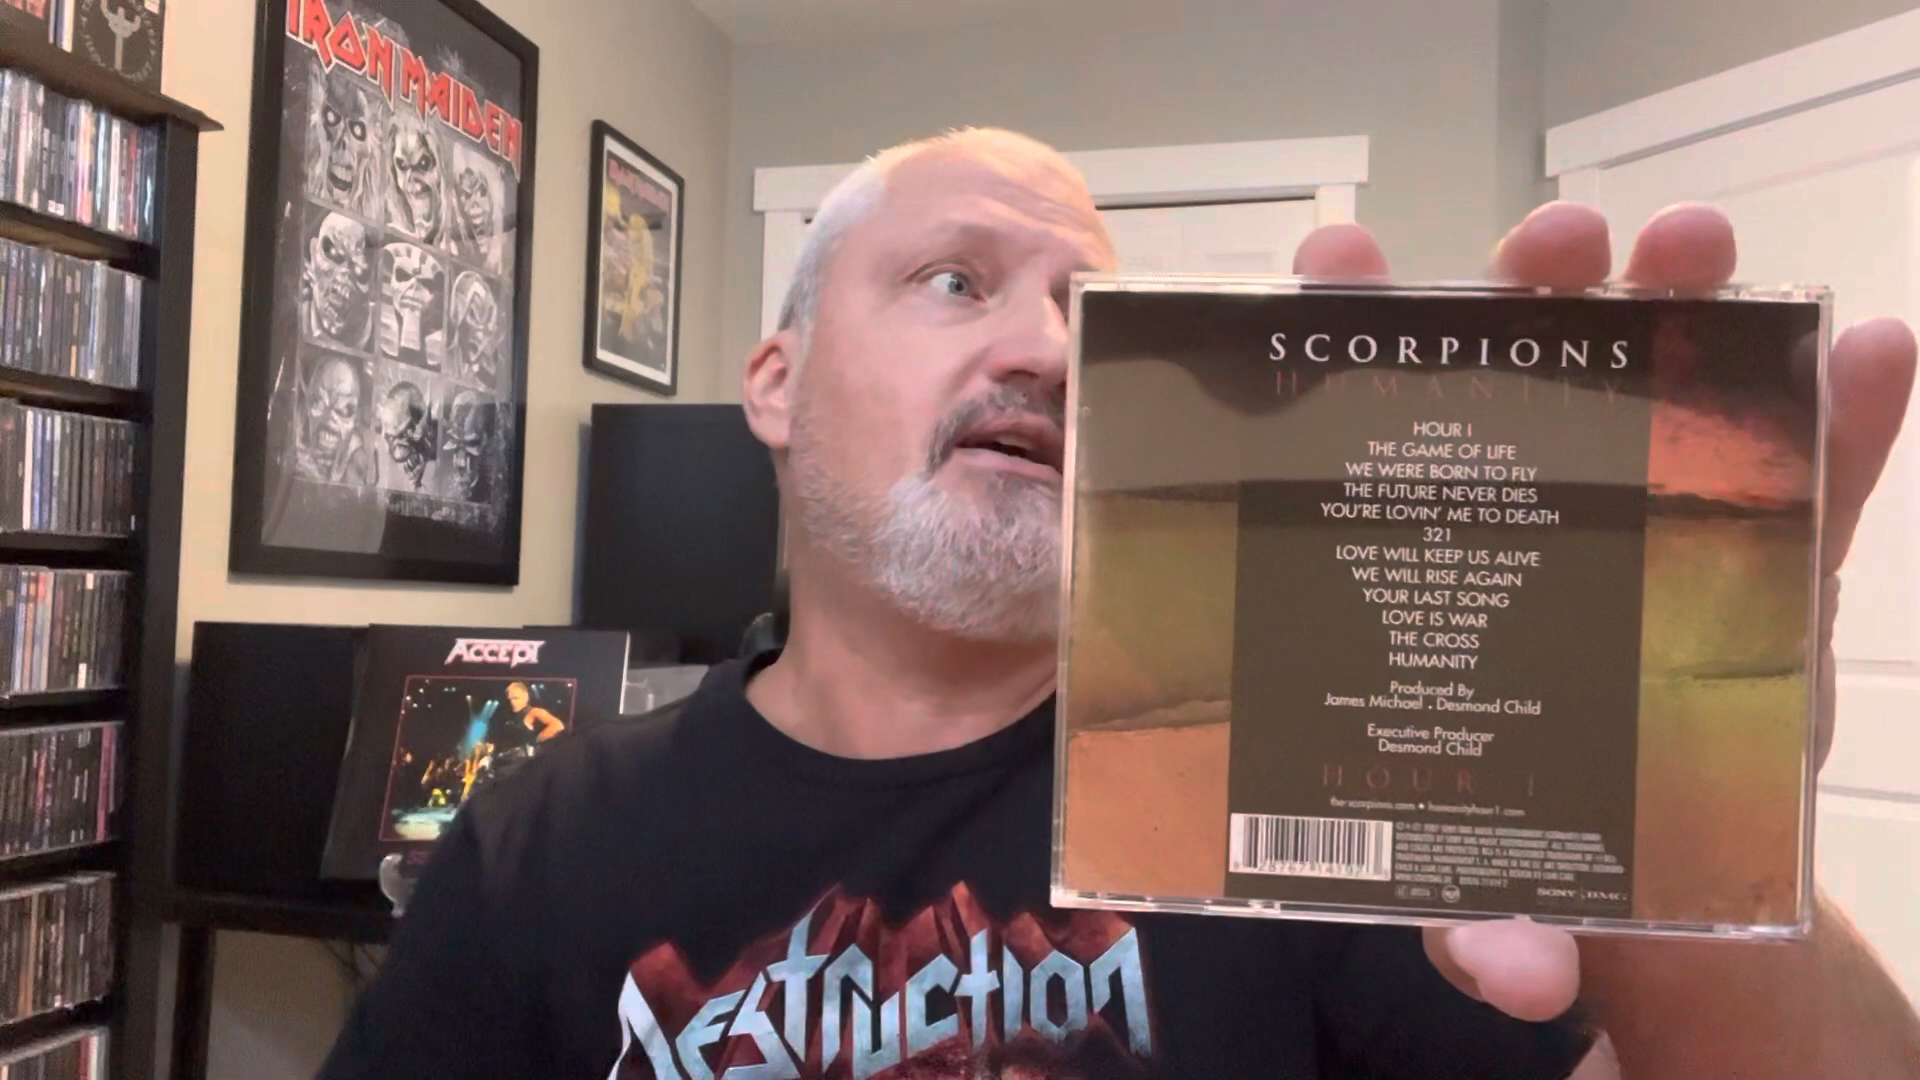 IRON MAIDEN
ACCEPT
SCORPIONS
HUMANITY
HOUR I
THE GAME OF LIFE
WE WERE BORN TO FLY
THE FUTURE NEVER DIES
YOU'RE LOVIN' ME TO DEATH
321
LOVE WILL KEEP US ALIVE
WE WILL RISE AGAIN
YOUR LAST SONG
LOVE IS WAR
THE CROSS
HUMANITY
Produced By
James Michael . Desmond Child
Executive Producer
Desmond Child
HOUR I
the-scorpions.com • humanityhour1.com
SONY BMG
DESTRUCTION